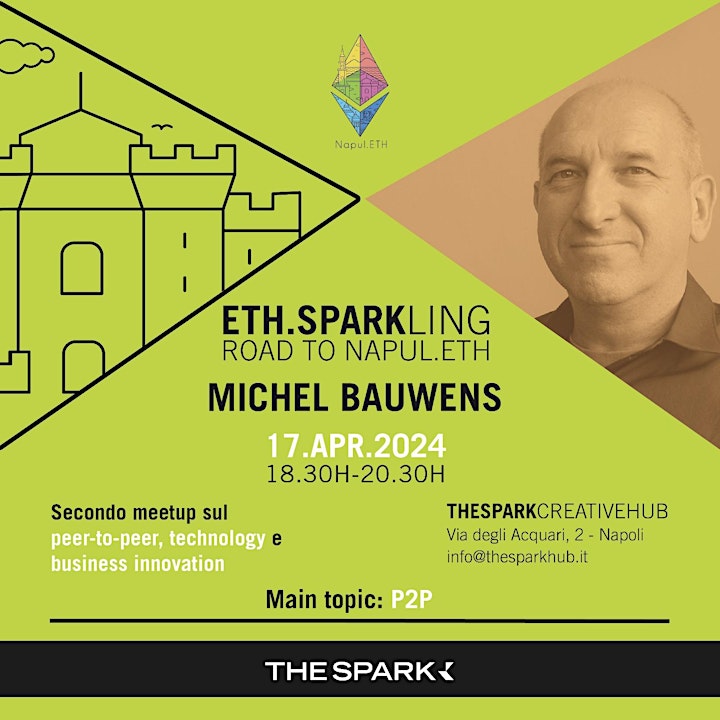 Napul.ETH
ETH.SPARKLING
ROAD TO NAPUL.ETH
MICHEL BAUWENS
17.APR.2024
18.30H-20.30H
Secondo meetup sul
peer-to-peer, technology e
business innovation
THESPARKCREATIVEHUB
Via degli Acquari, 2 - Napoli
info@thesparkhub.it
Main topic: P2P
THE SPARK